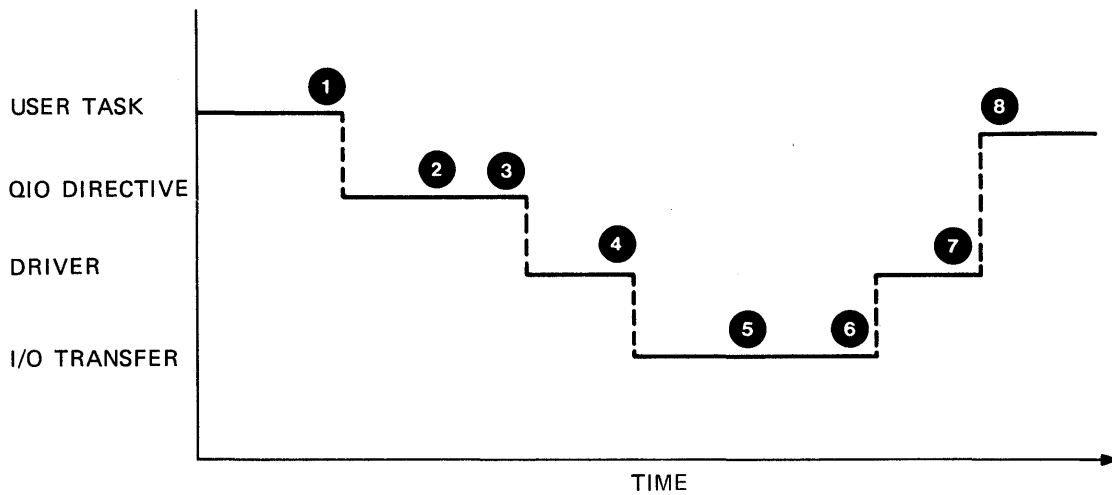 1
8
USER TASK
2
3
QIO DIRECTIVE
4
7
DRIVER
5
6
I/O TRANSFER
TIME